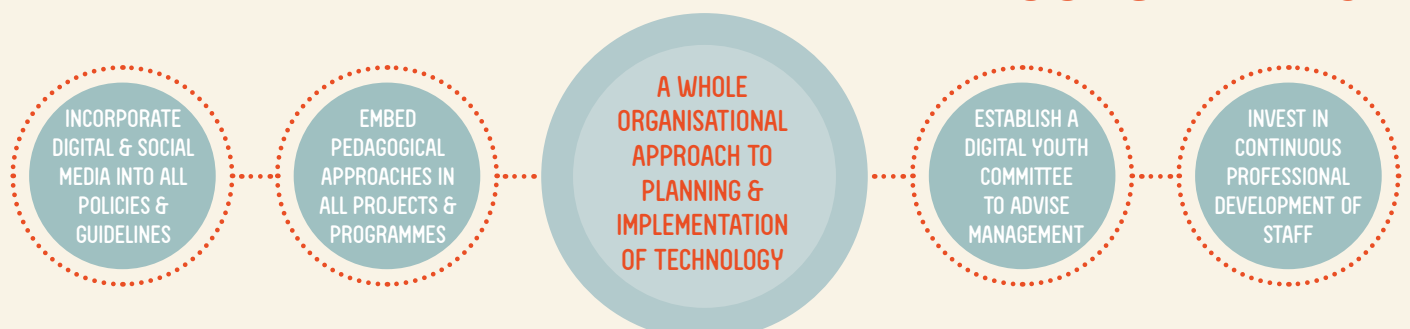 INCORPORATE
DIGITAL & SOCIAL
MEDIA INTO ALL
POLICIES &
GUIDELINES
EMBED
PEDAGOGICAL
APPROACHES IN
ALL PROJECTS &
PROGRAMMES
A WHOLE
ORGANISATIONAL
APPROACH TO
PLANNING &
IMPLEMENTATION
OF TECHNOLOGY
ESTABLISH A
DIGITAL YOUTH
COMMITTEE
TO ADVISE
MANAGEMENT
INVEST IN
CONTINUOUS
PROFESSIONAL
DEVELOPMENT OF
STAFF